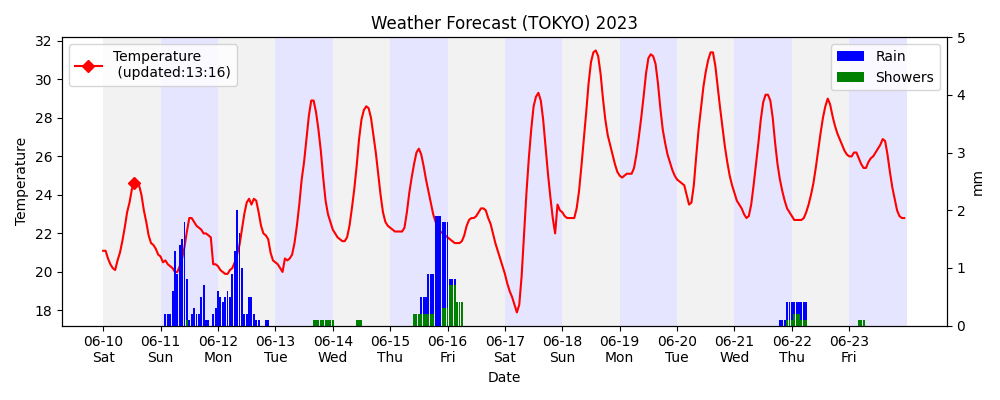 Weather Forecast (TOKYO) 2023
Temperature
(updated:13:16)
Rain
Showers
Temperature
32
30
28
26
24
22
20
18
5
4
3
2
1
0
mm
06-10 06-11 06-12 06-13 06-14 06-15 06-16 06-17 06-18 06-19 06-20 06-21 06-22 06-23
Sat Sun Mon Tue Wed Thu Fri Sat Sun Mon Tue Wed Thu Fri
Date